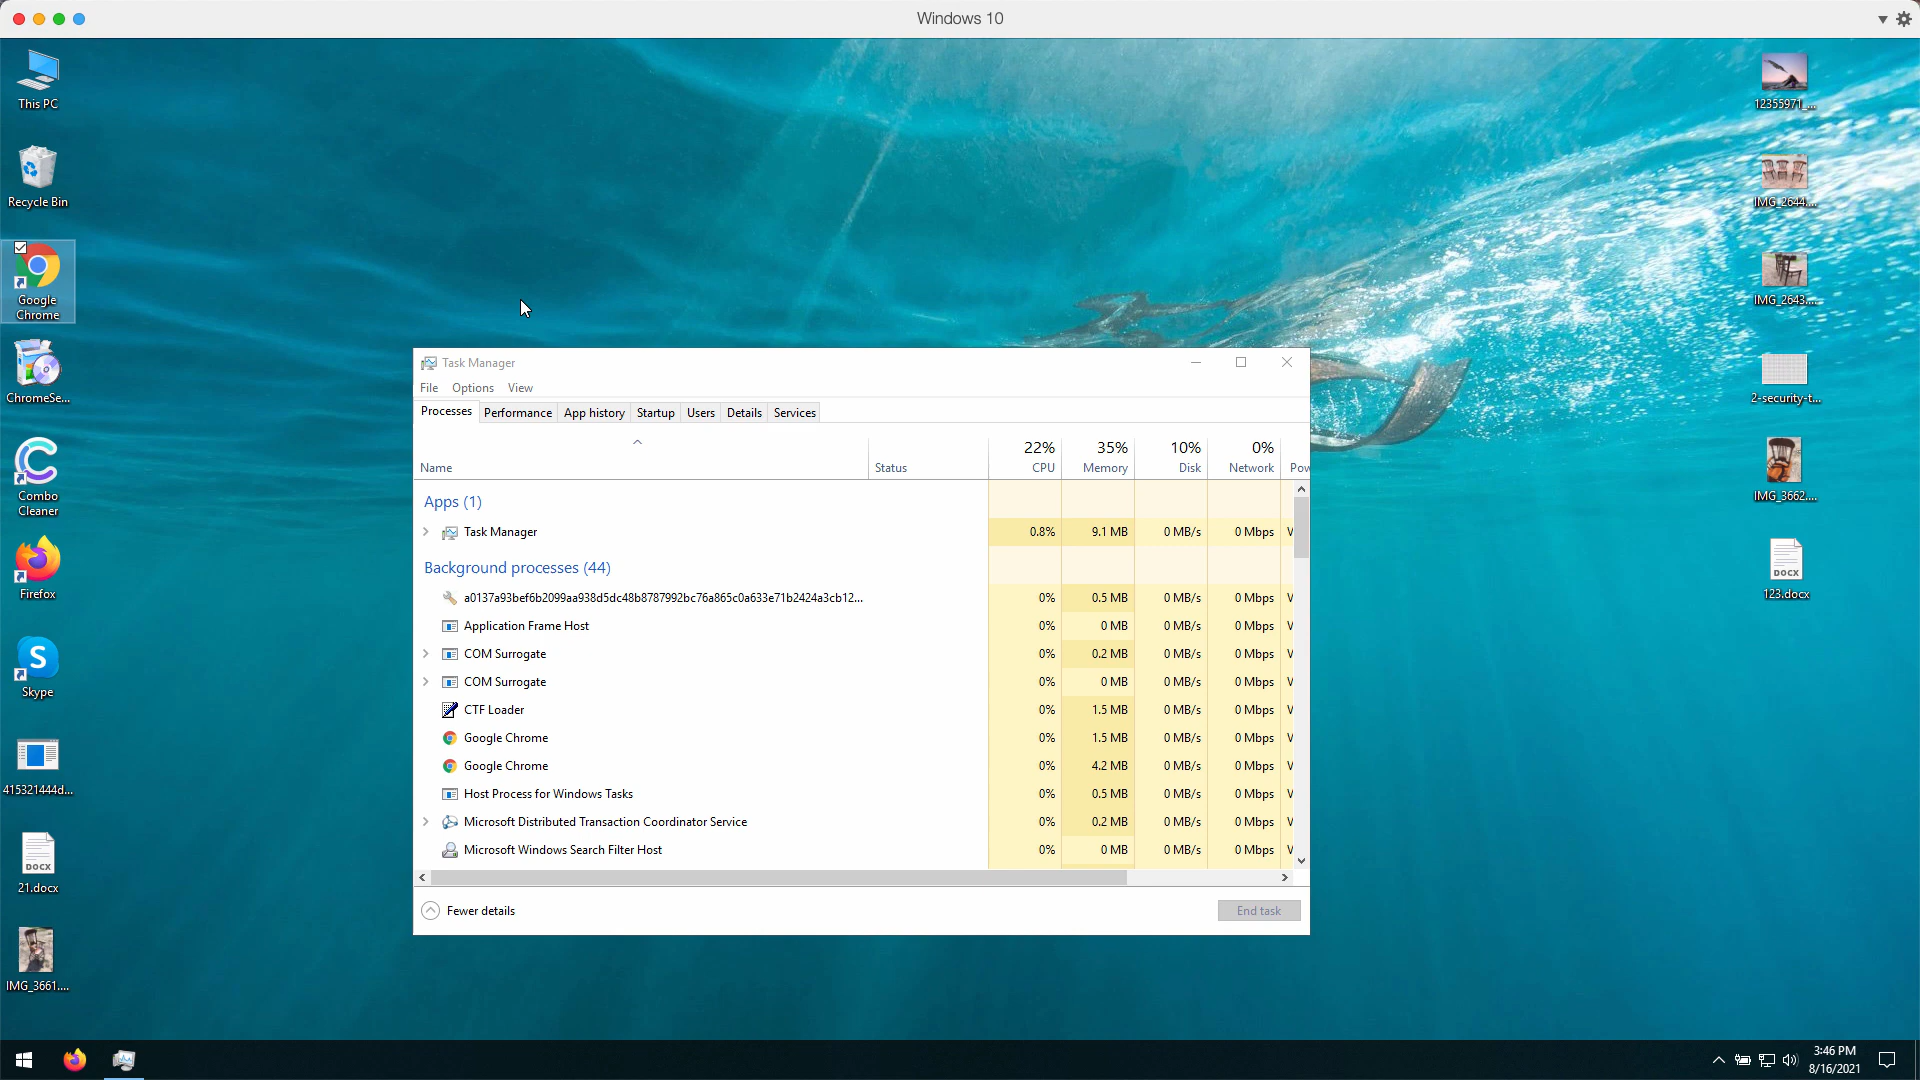 Windows 10
This PC
Recycle Bin
Google
Chrome
ChromeSe...
Combo
Cleaner
Firefox
Skype
415321444d...
DOCX
21.docx
IMG_3661....
12355971_...
IMG_2644....
IMG_2643....
2-security-t...
IMG_3662....
DOCX
123.docx
Task Manager
File Options View
Processes Performance App history Startup Users Details Services
22% 35% 10% 0%
Name Status CPU Memory Disk Network Pow
Apps (1)
Task Manager 0.8% 9.1 MB 0 MB/s 0 Mbps V
Background processes (44)
a0137a93bef6b2099aa938d5dc48b8787992bc76a865c0a633e71b2424a3cb12... 0% 0.5 MB 0 MB/s 0 Mbps V
Application Frame Host 0% 0 MB 0 MB/s 0 Mbps V
COM Surrogate 0% 0.2 MB 0 MB/s 0 Mbps V
COM Surrogate 0% 0 MB 0 MB/s 0 Mbps V
CTF Loader 0% 1.5 MB 0 MB/s 0 Mbps V
Google Chrome 0% 1.5 MB 0 MB/s 0 Mbps V
Google Chrome 0% 4.2 MB 0 MB/s 0 Mbps V
Host Process for Windows Tasks 0% 0.5 MB 0 MB/s 0 Mbps V
Microsoft Distributed Transaction Coordinator Service 0% 0.2 MB 0 MB/s 0 Mbps V
Microsoft Windows Search Filter Host 0% 0 MB 0 MB/s 0 Mbps V
Fewer details End task
3:46 PM
8/16/2021